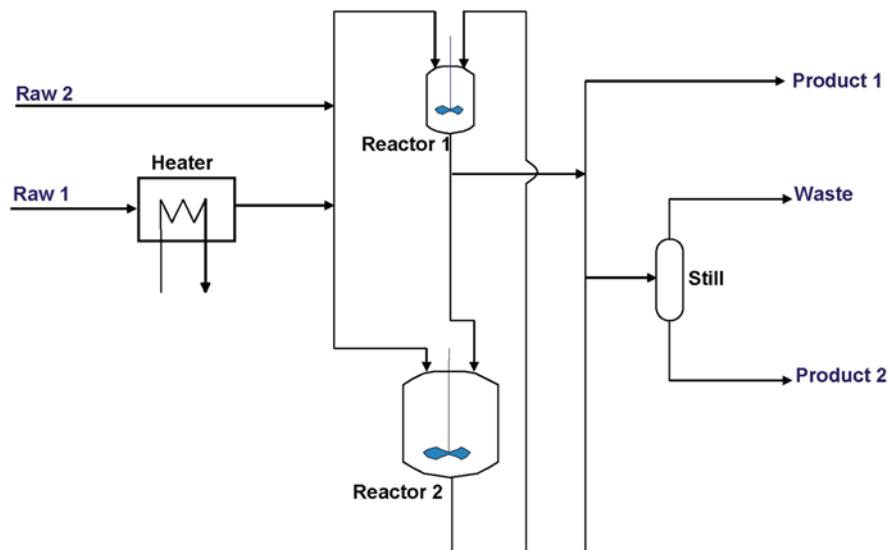 Raw 2
Raw 1
Heater
Reactor 1
Reactor 2
Product 1
Waste
Still
Product 2